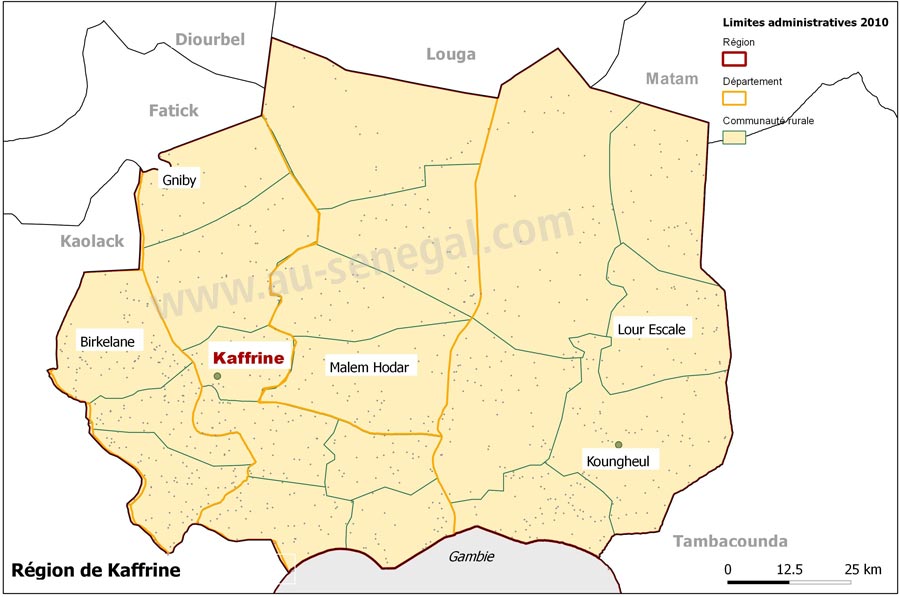 Limites administratives 2010
Région
Département
Communauté rurale
Diourbel
Louga
Matam
Fatick
Gniby
Kaolack
www.au-senegal.com
Birkelane
Kaffrine
Malem Hodar
Lour Escale
Koungheul
Tambacounda
Gambie
Région de Kaffrine
0 12.5 25 km